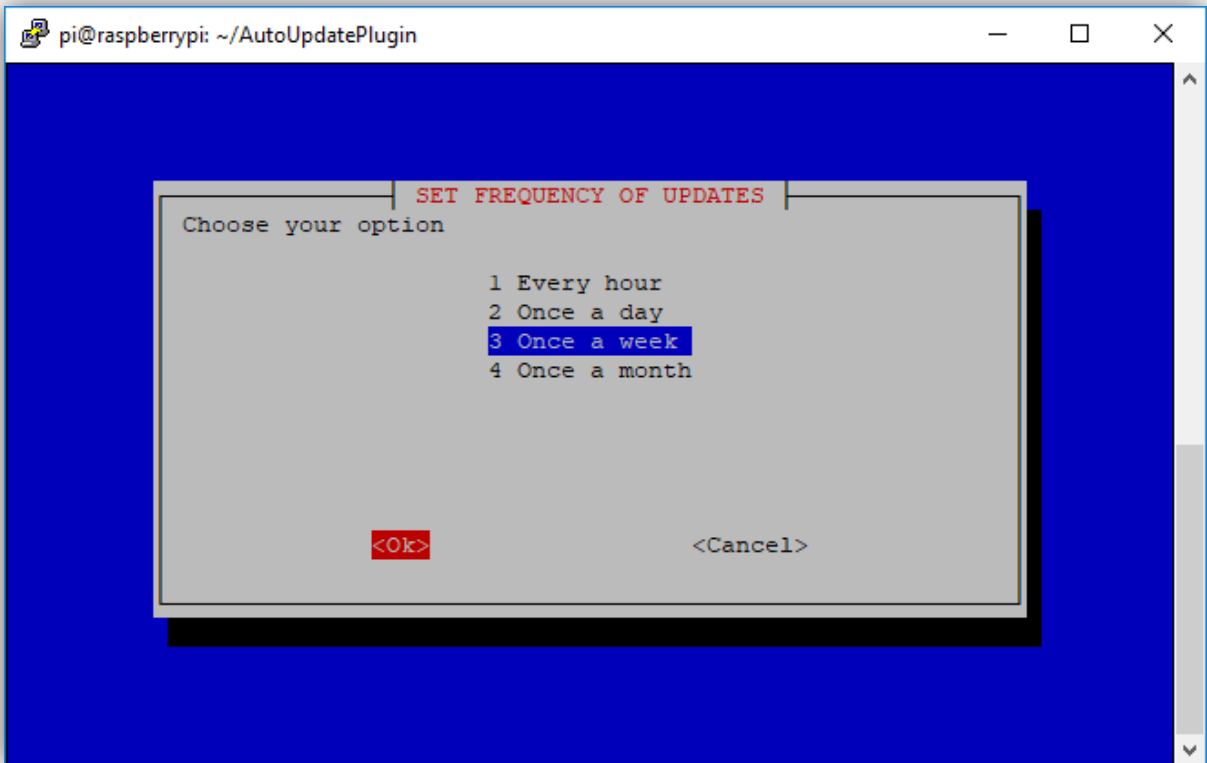 pi@raspberrypi: ~/AutoUpdatePlugin
SET FREQUENCY OF UPDATES
Choose your option
1 Every hour
2 Once a day
3 Once a week
4 Once a month
<Ok> <Cancel>